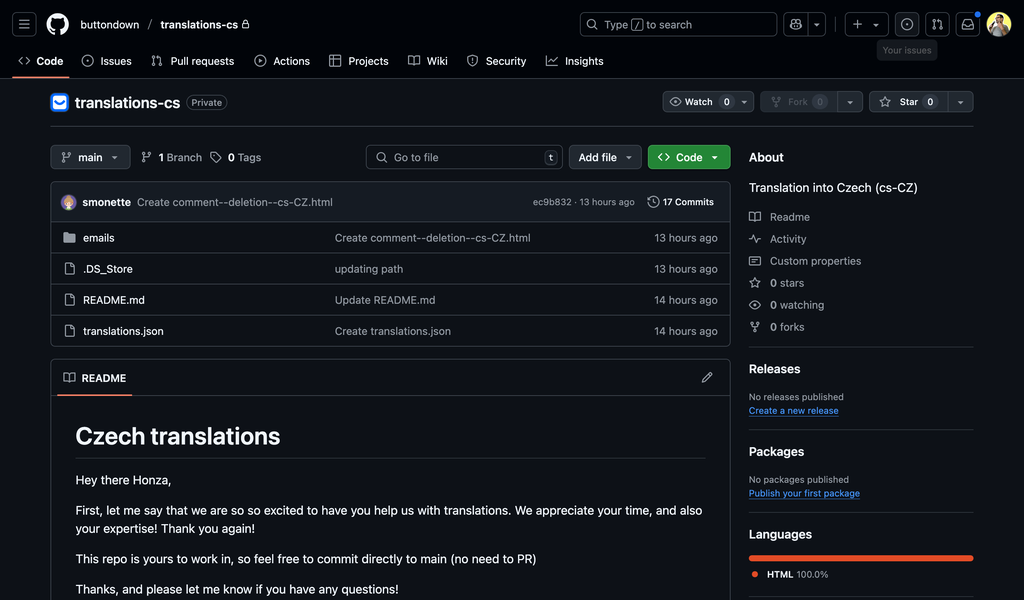 buttondown / translations-cs
Type / to search
Your issues
Code
Issues
Pull requests
Actions
Projects
Wiki
Security
Insights
translations-cs Private
Watch 0
Fork 0
Star 0
main
1 Branch
0 Tags
Go to file t
Add file
Code
smonette Create comment--deletion--cs-CZ.html ec9b832 · 13 hours ago 17 Commits
emails Create comment--deletion--cs-CZ.html 13 hours ago
.DS_Store updating path 13 hours ago
README.md Update README.md 14 hours ago
translations.json Create translations.json 14 hours ago
README
Czech translations
Hey there Honza,
First, let me say that we are so so excited to have you help us with translations. We appreciate your time, and also
your expertise! Thank you again!
This repo is yours to work in, so feel free to commit directly to main (no need to PR)
Thanks, and please let me know if you have any questions!
About
Translation into Czech (cs-CZ)
Readme
Activity
Custom properties
0 stars
0 watching
0 forks
Releases
No releases published
Create a new release
Packages
No packages published
Publish your first package
Languages
HTML 100.0%